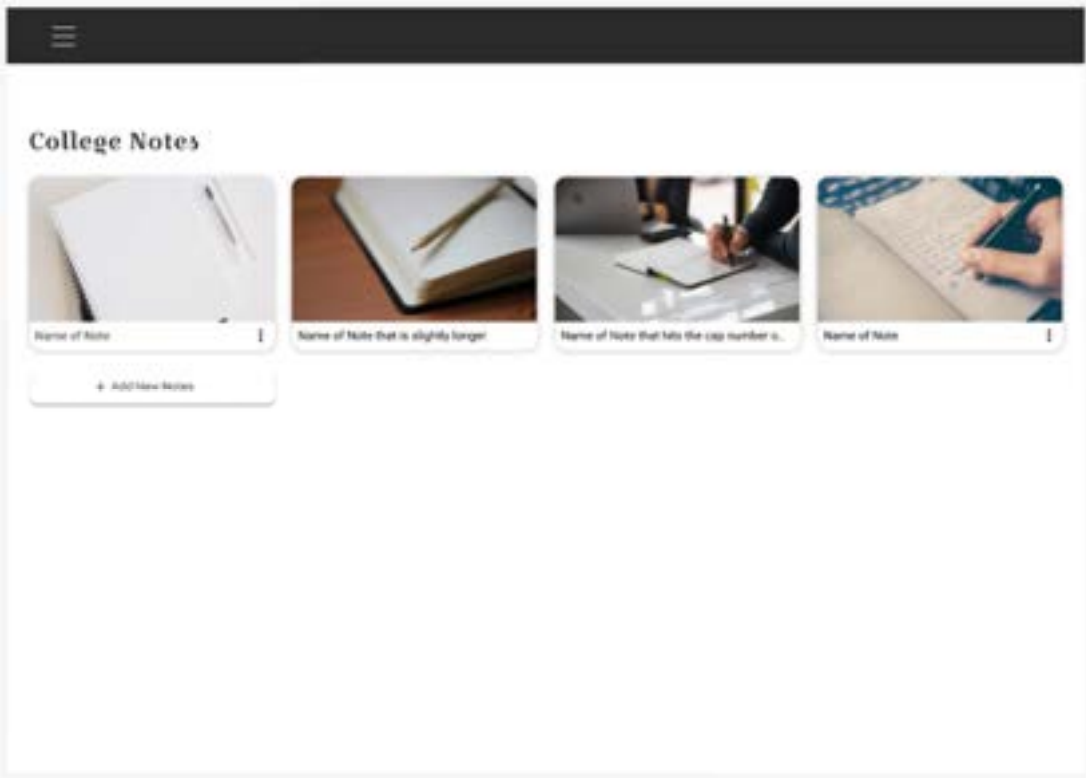 College Notes
Name of Note
Name of Note that is slightly longer
Name of Note that hits the cap number o...
Name of Note
+ Add New Notes